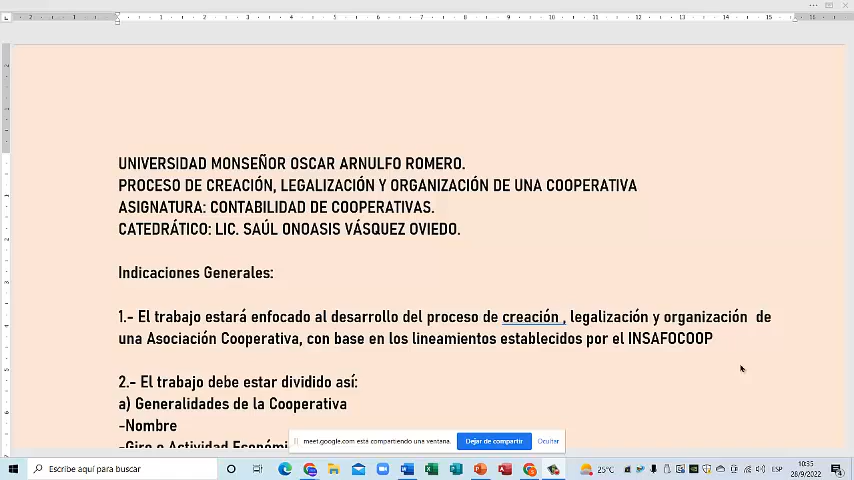 UNIVERSIDAD MONSEÑOR OSCAR ARNULFO ROMERO.
PROCESO DE CREACIÓN, LEGALIZACIÓN Y ORGANIZACIÓN DE UNA COOPERATIVA
ASIGNATURA: CONTABILIDAD DE COOPERATIVAS.
CATEDRÁTICO: LIC. SAÚL ONOASIS VÁSQUEZ OVIEDO.
Indicaciones Generales:
1.- El trabajo estará enfocado al desarrollo del proceso de creación , legalización y organización de
una Asociación Cooperativa, con base en los lineamientos establecidos por el INSAFOCOOP
2.- El trabajo debe estar dividido así:
a) Generalidades de la Cooperativa
-Nombre
-Giro o Actividad Económi
meet.google.com está compartiendo una ventana. Dejar de compartir Ocultar
Escribe aquí para buscar
25°C
ESP
10:35
28/9/2022